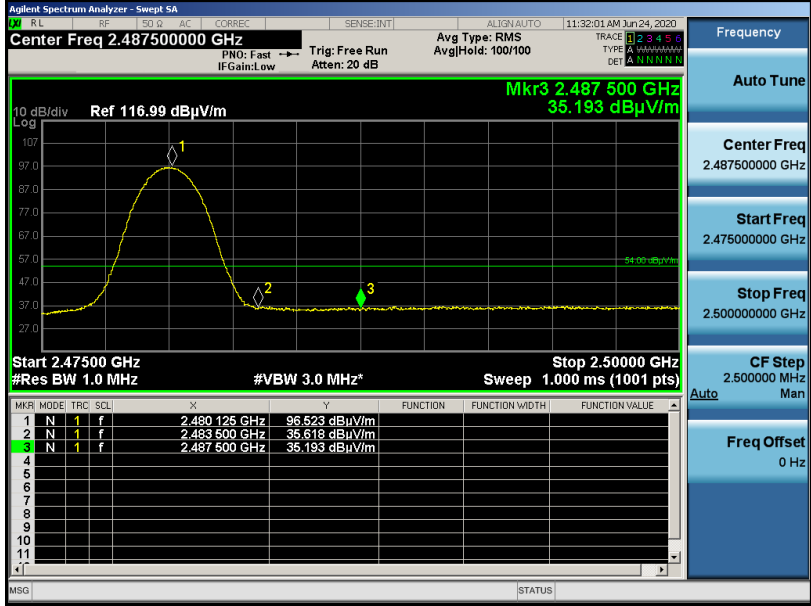 Agilent Spectrum Analyzer - Swept SA
RL RF 50 Ω AC CORREC SENSE:INT ALIGN AUTO 11:32:01 AM Jun 24, 2020
Center Freq 2.487500000 GHz
PNO: Fast
IFGain:Low
Trig: Free Run
Atten: 20 dB
Avg Type: RMS
Avg|Hold: 100/100
TRACE 1 2 3 4 5 6
TYPE A WWWWW
DET A N N N N N
Mkr3 2.487 500 GHz
35.193 dBµV/m
10 dB/div Ref 116.99 dBµV/m
Log
107
97.0
87.0
77.0
67.0
57.0
47.0
37.0
27.0
1
2
3
54.00 dBµV/m
Start 2.47500 GHz Stop 2.50000 GHz
#Res BW 1.0 MHz #VBW 3.0 MHz* Sweep 1.000 ms (1001 pts)
MKR MODE TRC SCL X Y FUNCTION FUNCTION WIDTH FUNCTION VALUE
1 N 1 f 2.480 125 GHz 96.523 dBµV/m
2 N 1 f 2.483 500 GHz 35.618 dBµV/m
3 N 1 f 2.487 500 GHz 35.193 dBµV/m
4
5
6
7
8
9
10
11
MSG STATUS
Frequency
Auto Tune
Center Freq
2.487500000 GHz
Start Freq
2.475000000 GHz
Stop Freq
2.500000000 GHz
CF Step
2.500000 MHz
Auto Man
Freq Offset
0 Hz